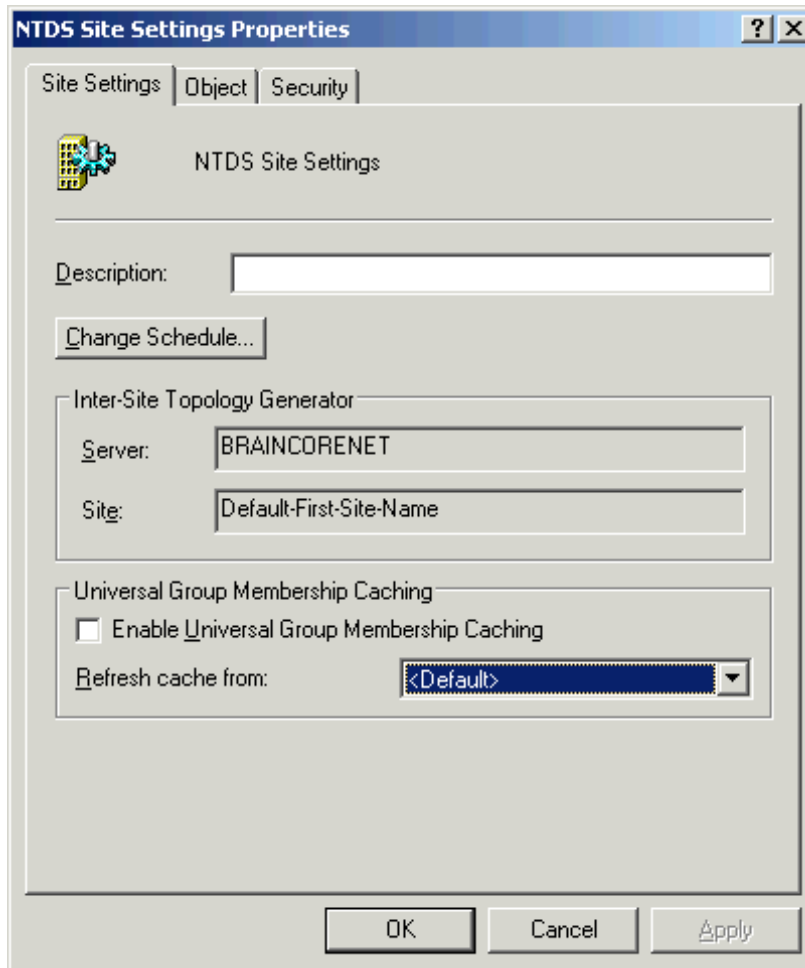 NTDS Site Settings Properties
Site Settings Object Security
NTDS Site Settings
Description:
Change Schedule...
Inter-Site Topology Generator
Server: BRAINCORENET
Site: Default-First-Site-Name
Universal Group Membership Caching
Enable Universal Group Membership Caching
Refresh cache from: <Default>
OK Cancel Apply